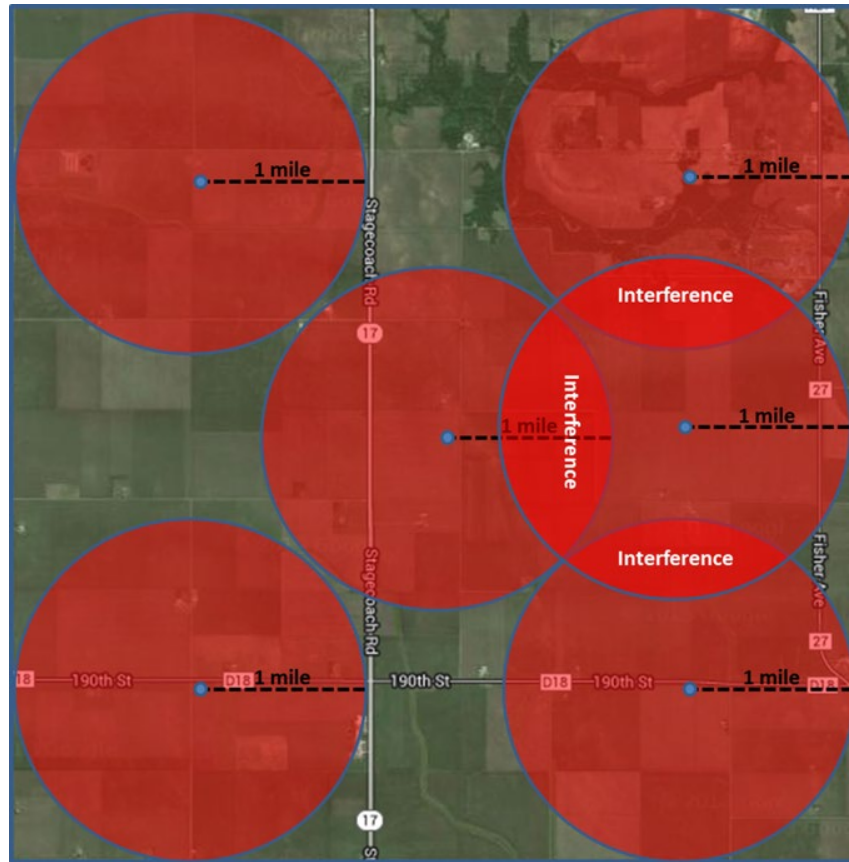 1 mile
1 mile
Stagecoach Rd
17
Interference
Fisher Ave
27
Interference
1 mile
1 mile
Interference
Stagecoach Rd
Fisher Ave
27
1 mile
1 mile
18
190th St
D18
190th St
D18
190th St
D18
17
St